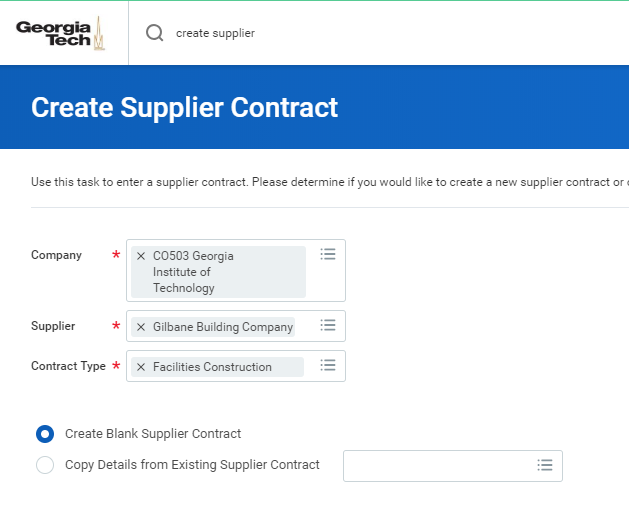 Georgia
Tech
create supplier
Create Supplier Contract
Use this task to enter a supplier contract. Please determine if you would like to create a new supplier contract or
Company * × CO503 Georgia
Institute of
Technology
Supplier * × Gilbane Building Company
Contract Type * × Facilities Construction
Create Blank Supplier Contract
Copy Details from Existing Supplier Contract